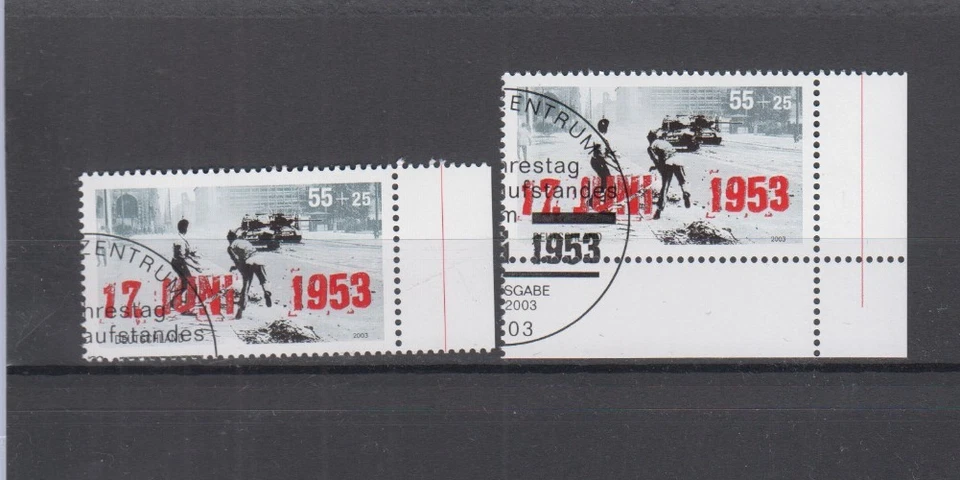 55 + 25
ZENTRUM
17. JUNI 1953
hrestag
aufstandes
2003
55 + 25
ZENTRUM
hrestag
aufstandes
17. JUNI 1953
m
1953
2003
SGABE
2003
03